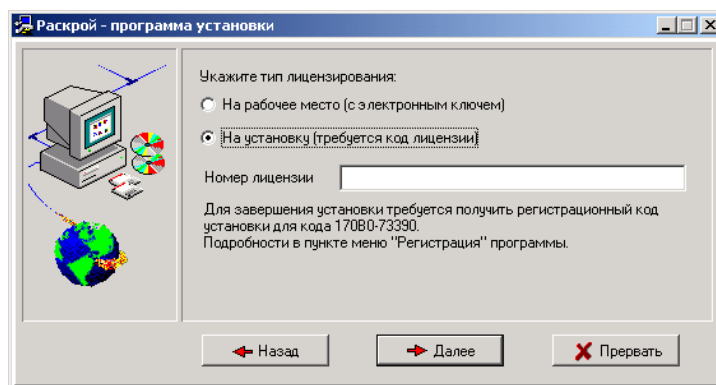 Раскрой - программа установки
Укажите тип лицензирования:
На рабочее место (с электронным ключем)
На установку (требуется код лицензии)
Номер лицензии
Для завершения установки требуется получить регистрационный код
установки для кода 170B0-73390.
Подробности в пункте меню "Регистрация" программы.
Назад
Далее
Прервать